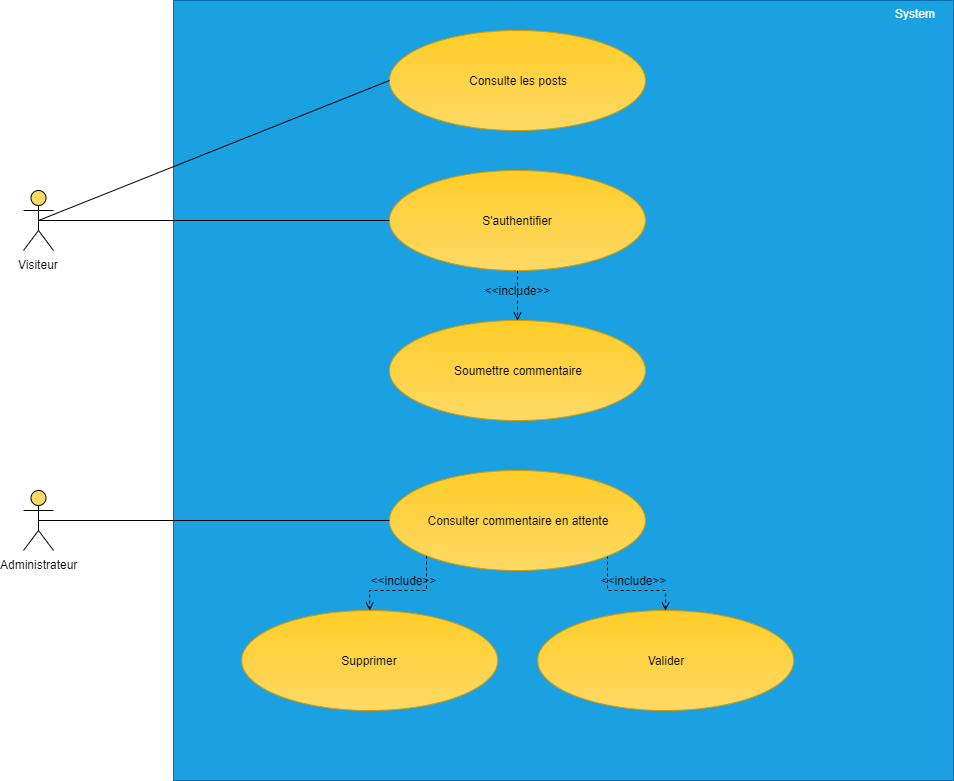 System
Consulte les posts
S'authentifier
Visiteur
<<include>>
Soumettre commentaire
Consulter commentaire en attente
Administrateur
<<include>>
<<include>>
Supprimer
Valider